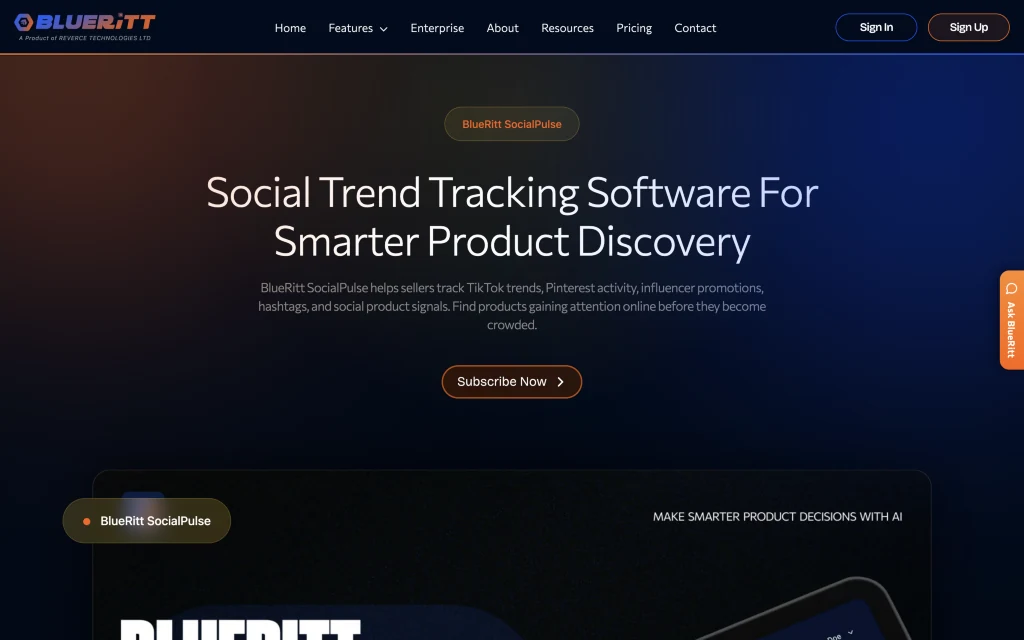 BLUERiTT
A Product of REVERCE TECHNOLOGIES LTD
Home
Features
Enterprise
About
Resources
Pricing
Contact
Sign In
Sign Up
BlueRitt SocialPulse
Social Trend Tracking Software For
Smarter Product Discovery
BlueRitt SocialPulse helps sellers track TikTok trends, Pinterest activity, influencer promotions,
hashtags, and social product signals. Find products gaining attention online before they become
crowded.
Subscribe Now
Ask BlueRitt
BlueRitt SocialPulse
MAKE SMARTER PRODUCT DECISIONS WITH AI
BLUERITT